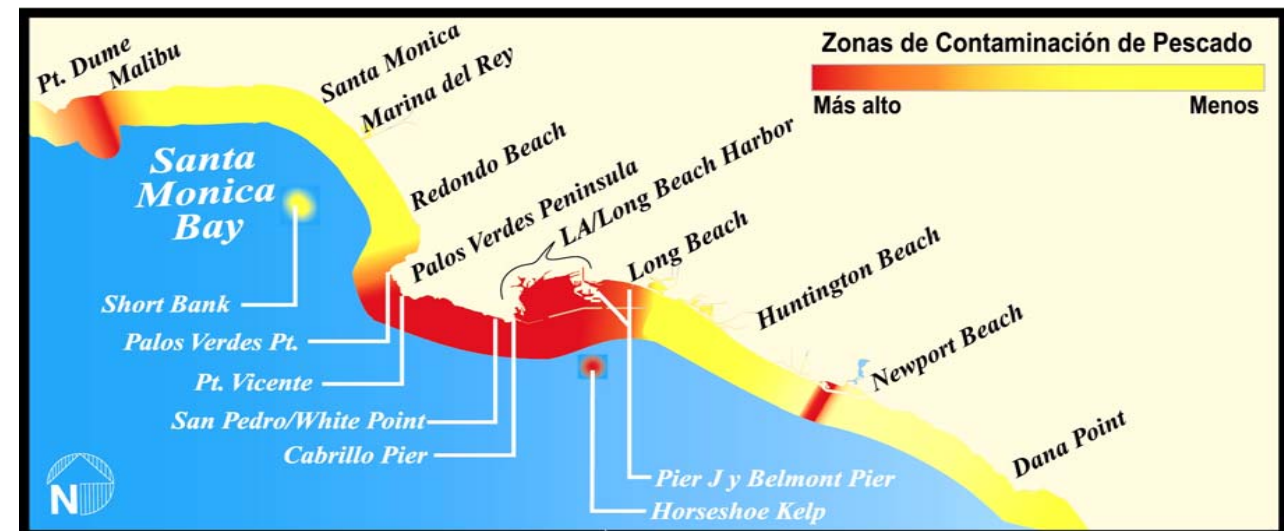 Zonas de Contaminación de Pescado
Más alto
Menos
Pt. Dume
Malibu
Santa Monica
Marina del Rey
Redondo Beach
Palos Verdes Peninsula
LA/Long Beach Harbor
Long Beach
Huntington Beach
Newport Beach
Dana Point
Santa
Monica
Bay
Short Bank
Palos Verdes Pt.
Pt. Vicente
San Pedro/White Point
Cabrillo Pier
Pier J y Belmont Pier
Horseshoe Kelp
N